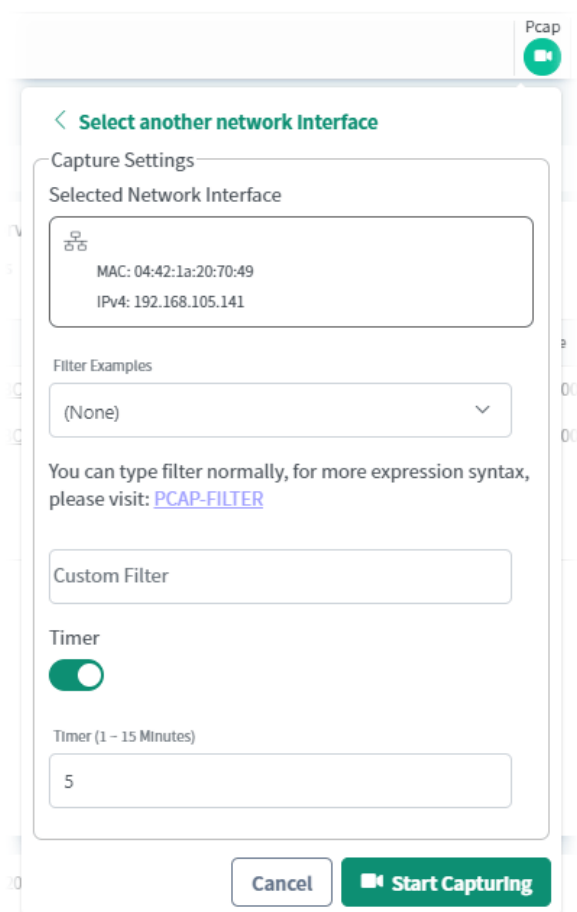 Pcap
Select another network Interface
Capture Settings
Selected Network Interface
MAC: 04:42:1a:20:70:49
IPv4: 192.168.105.141
Filter Examples
(None)
You can type filter normally, for more expression syntax,
please visit: PCAP-FILTER
Custom Filter
Timer
Timer (1 – 15 Minutes)
5
Cancel
Start Capturing